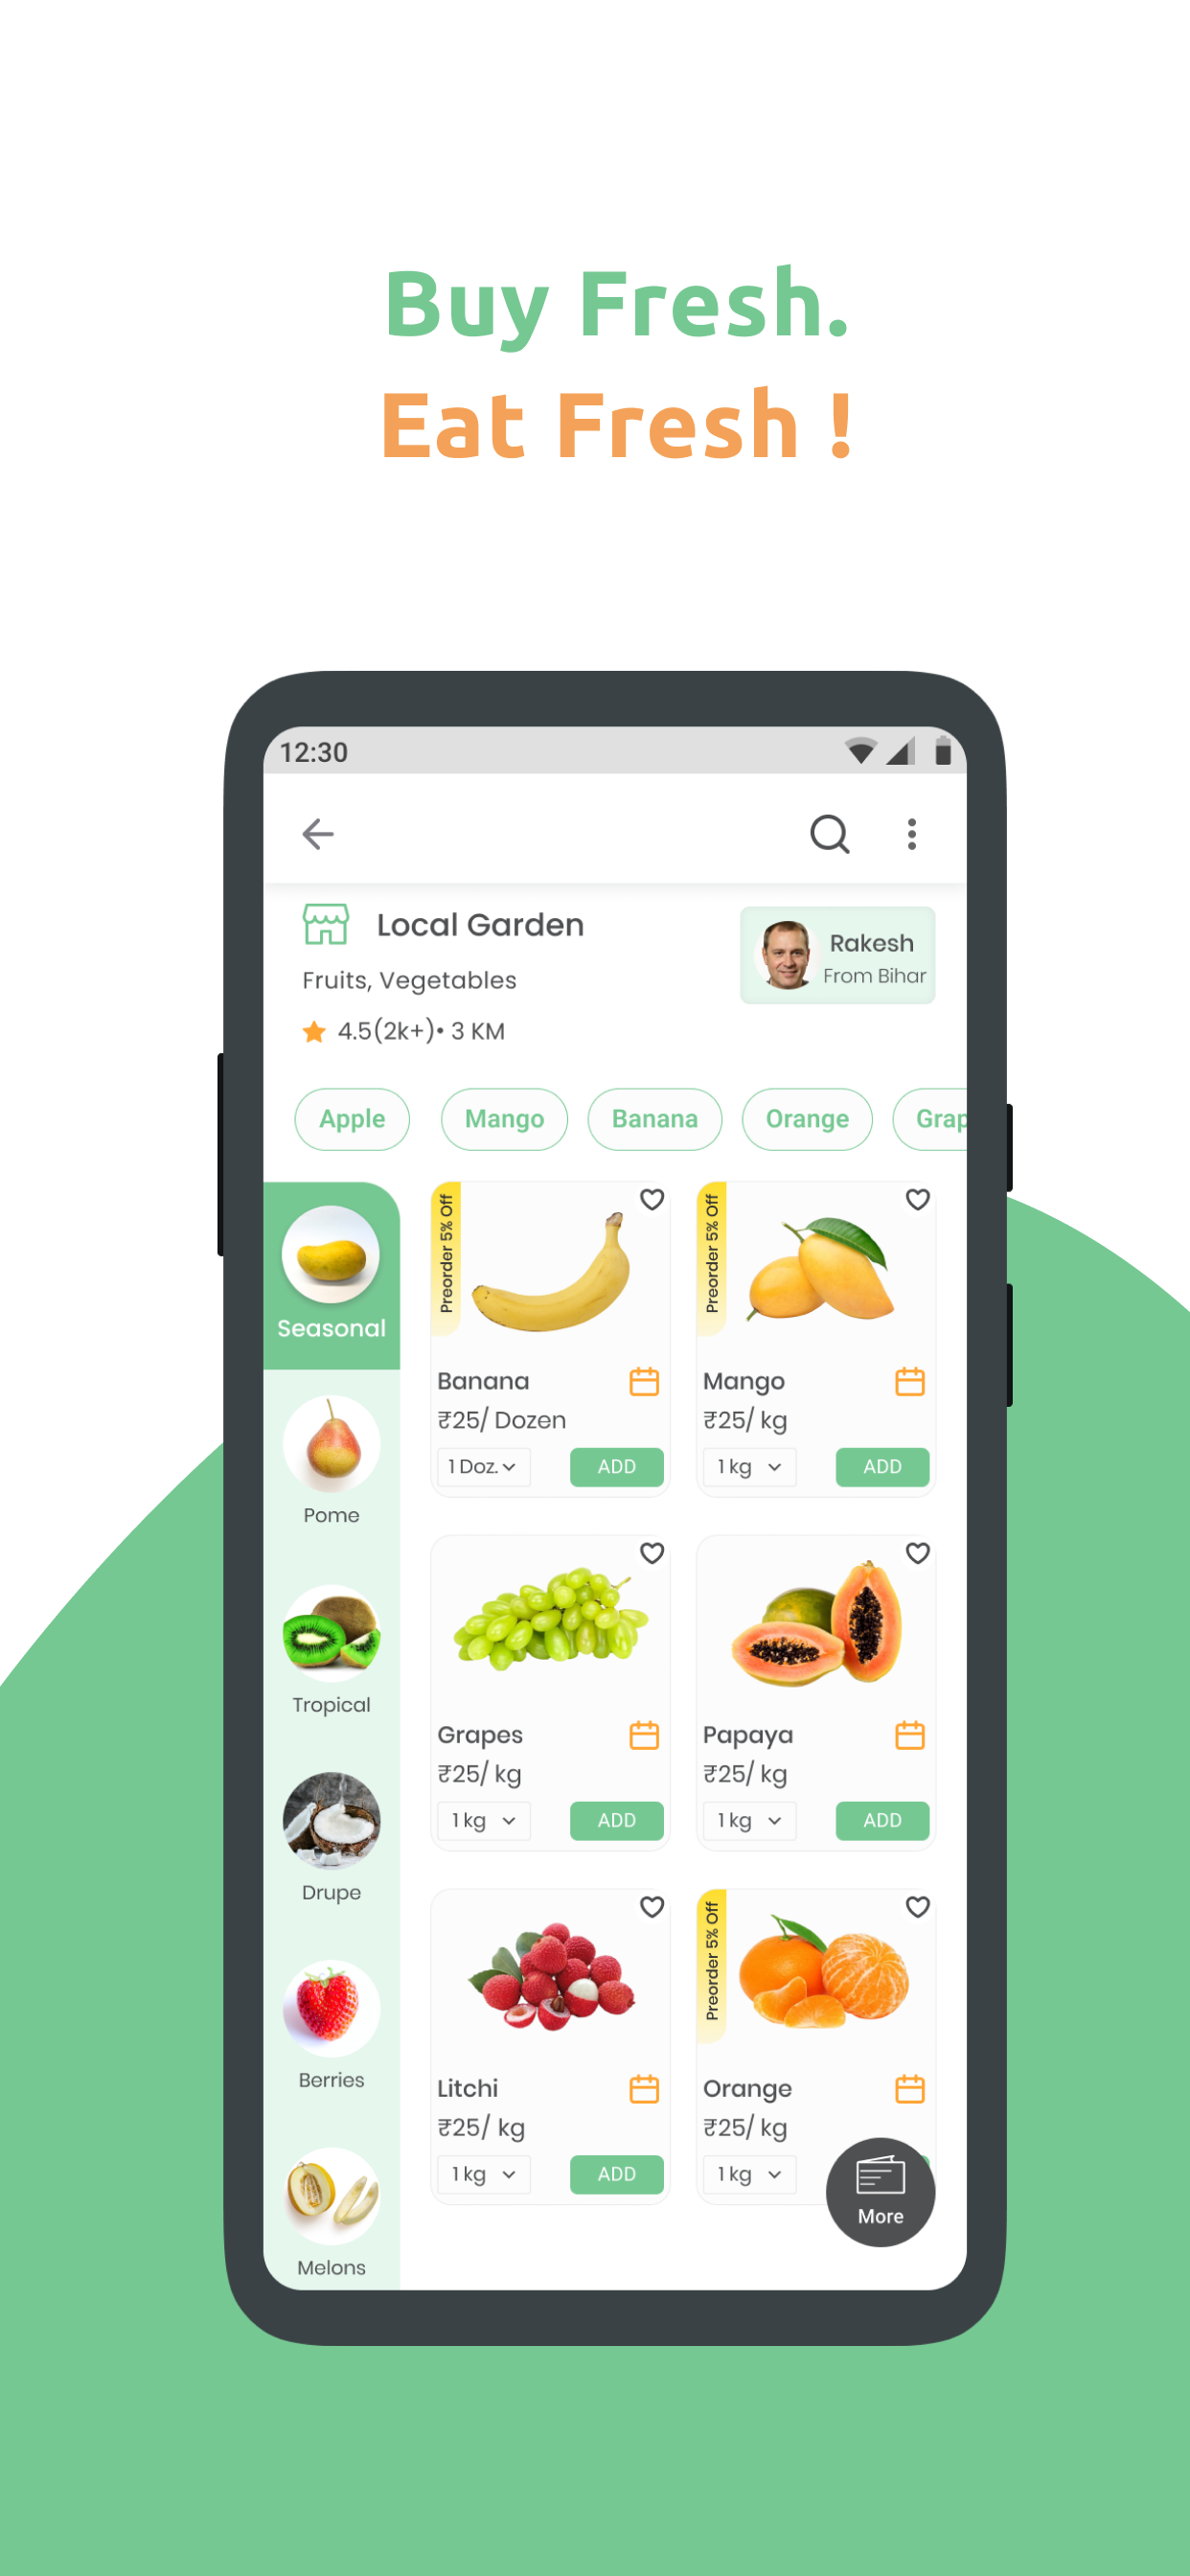 Buy Fresh.
Eat Fresh !
12:30
Local Garden
Rakesh
From Bihar
Fruits, Vegetables
4.5(2k+)• 3 KM
Apple
Mango
Banana
Orange
Grap
Seasonal
Pome
Tropical
Drupe
Berries
Melons
Preorder 5% Off
Banana
₹25/ Dozen
1 Doz.
ADD
Preorder 5% Off
Mango
₹25/ kg
1 kg
ADD
Grapes
₹25/ kg
1 kg
ADD
Papaya
₹25/ kg
1 kg
ADD
Litchi
₹25/ kg
1 kg
ADD
Preorder 5% Off
Orange
₹25/ kg
1 kg
More